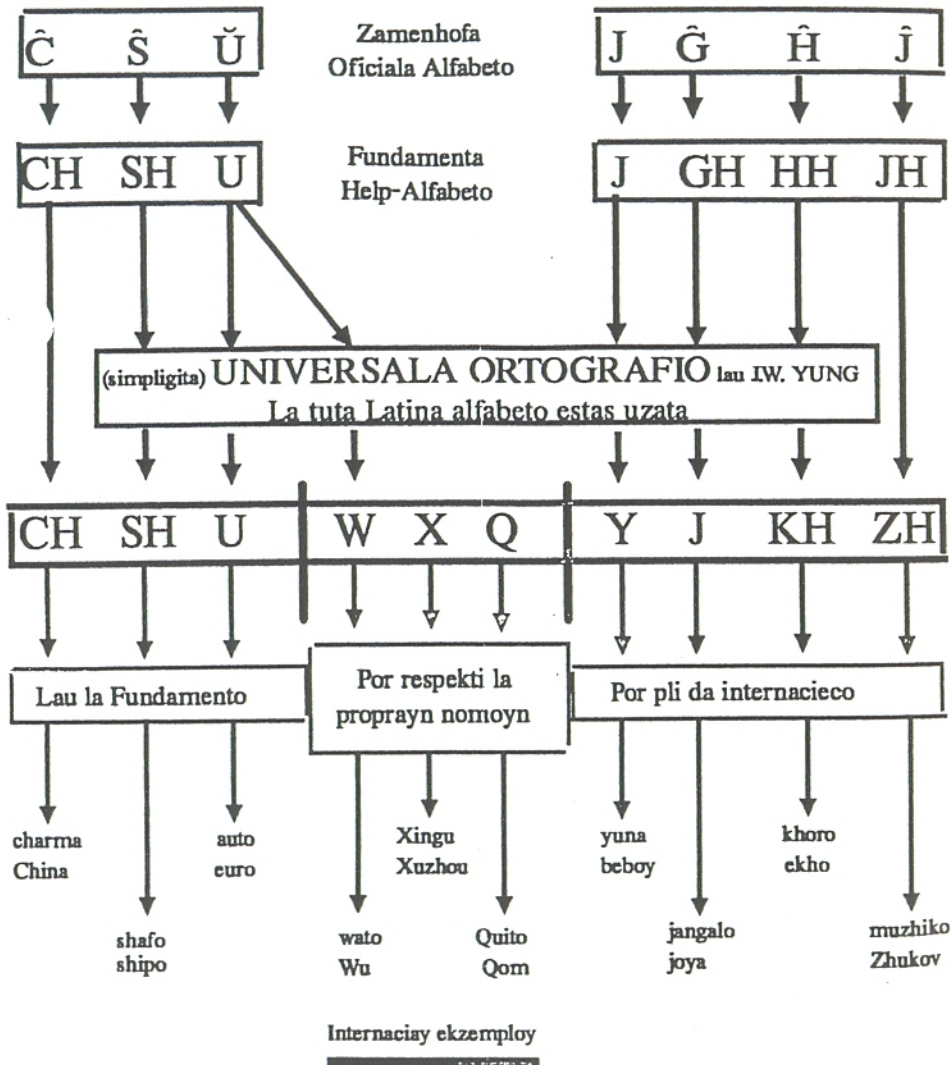 Ĉ Ŝ Ŭ
Zamenhofa
Oficiala Alfabeto
J Ĝ Ĥ Ĵ
CH SH U
Fundamenta
Help-Alfabeto
J GH HH JH
(simpligita) UNIVERSALA ORTOGRAFIO lau I.W. YUNG
La tuta Latina alfabeto estas uzata
CH SH U W X Q Y J KH ZH
Lau la Fundamento
Por respekti la
proprayn nomoyn
Por pli da internacieco
charma
China
auto
euro
Xingu
Xuzhou
yuna
beboy
khoro
ekho
shafo
shipo
wato
Wu
Quito
Qom
jangalo
joya
muzhiko
Zhukov
Internaciay ekzemploy